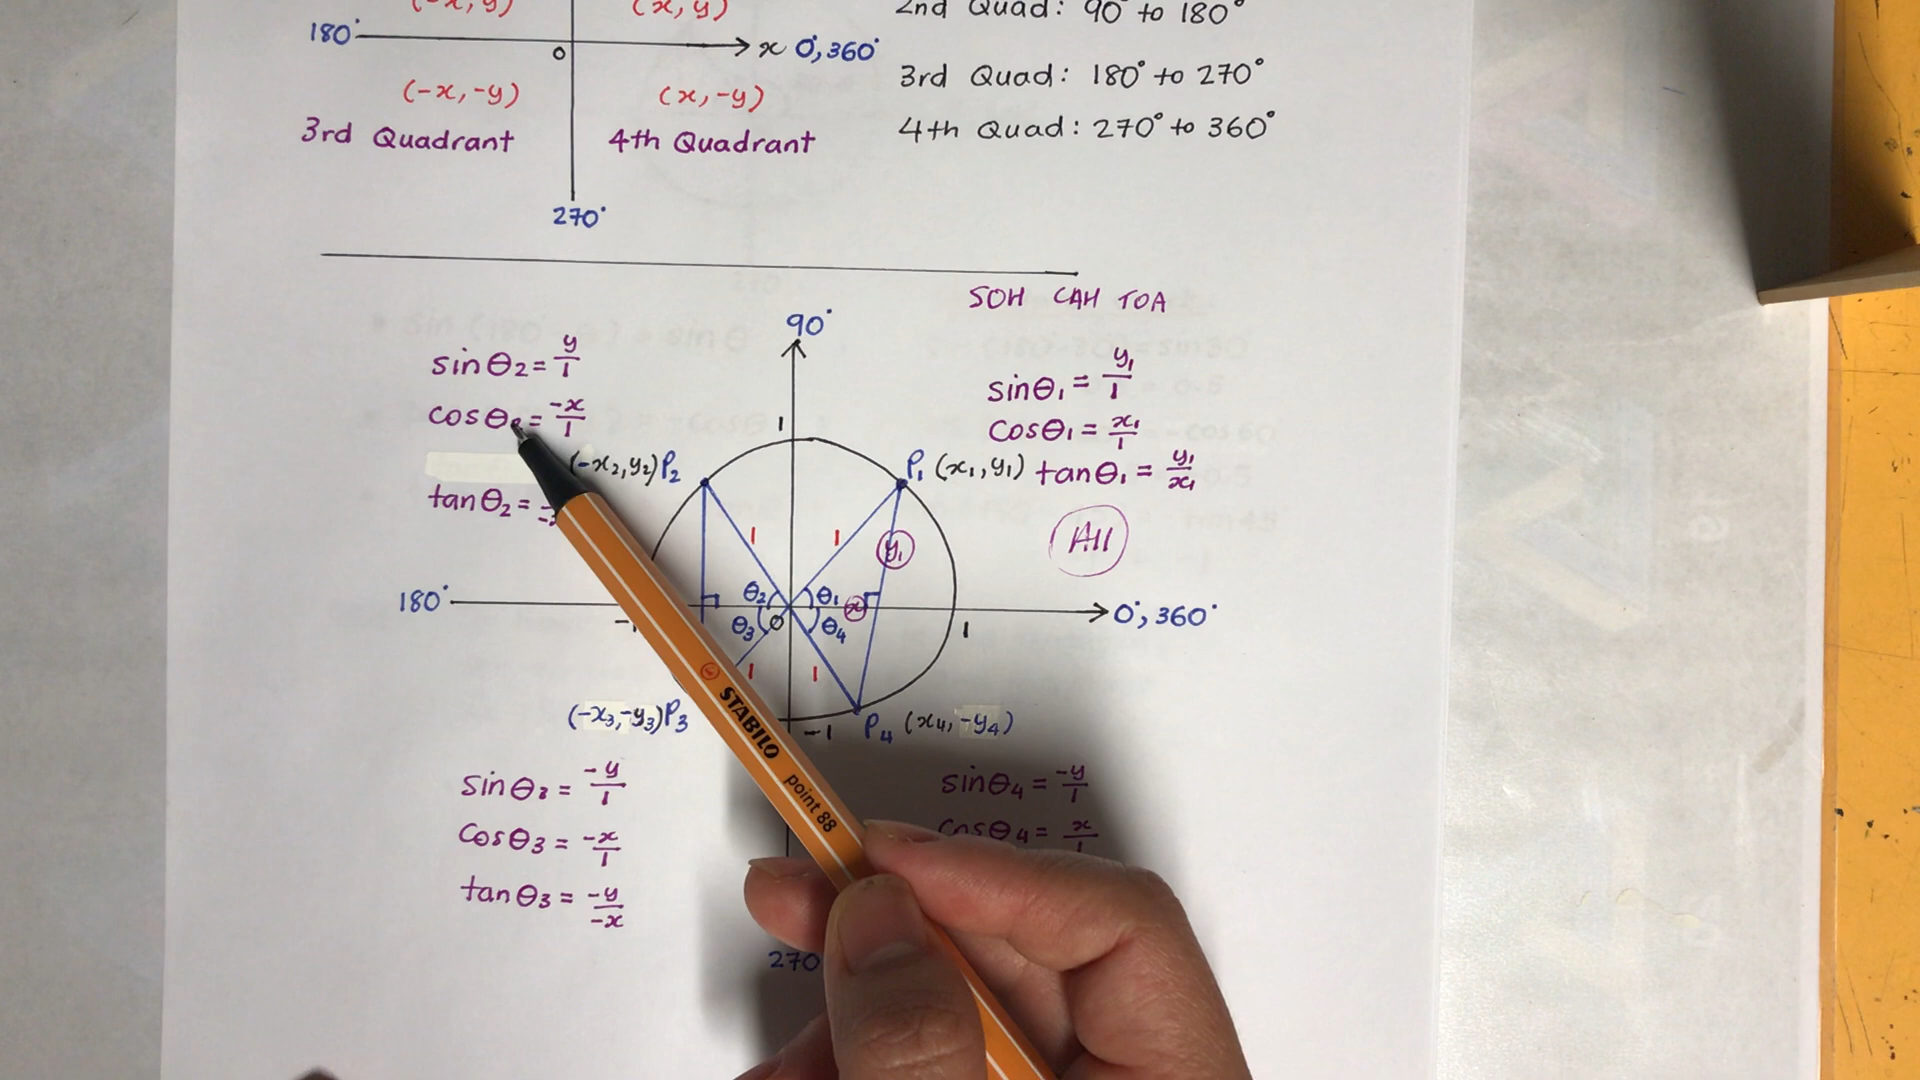 (-x, y) (x, y)
2nd Quad: 90° to 180°
180° O x 0°, 360°
3rd Quad: 180° to 270°
(-x, -y) (x, -y)
3rd Quadrant 4th Quadrant
4th Quad: 270° to 360°
270°
SOH CAH TOA
90°
sinθ2 = y/1
sinθ1 = y1/1
cosθ2 = -x/1
1
cosθ1 = x1/1
(-x2, y2) P2
P1 (x1, y1) tanθ1 = y1/x1
tanθ2 =
1 1 y1
All
θ2 θ1 x
180° 0°, 360°
-1 θ3 O θ4 1
1 1
(-x3, -y3) P3
-1 P4 (x4, -y4)
STABILO point 88
sinθ3 = -y/1
sinθ4 = -y/1
cosθ3 = -x/1
cosθ4 = x/1
tanθ3 = -y/-x
270